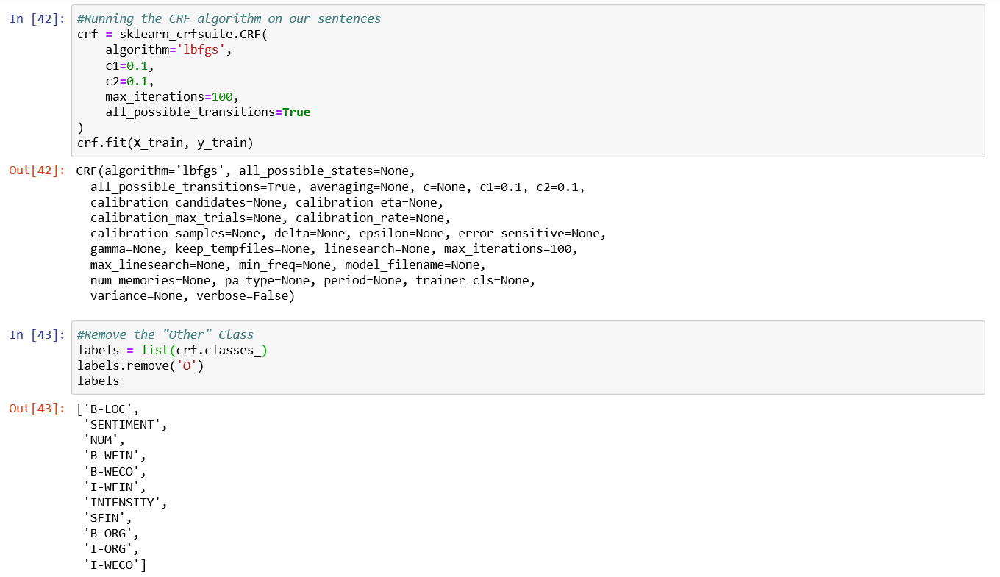 In [42]: #Running the CRF algorithm on our sentences
crf = sklearn_crfsuite.CRF(
    algorithm='lbfgs',
    c1=0.1,
    c2=0.1,
    max_iterations=100,
    all_possible_transitions=True
)
crf.fit(X_train, y_train)
Out[42]: CRF(algorithm='lbfgs', all_possible_states=None,
  all_possible_transitions=True, averaging=None, c=None, c1=0.1, c2=0.1,
  calibration_candidates=None, calibration_eta=None,
  calibration_max_trials=None, calibration_rate=None,
  calibration_samples=None, delta=None, epsilon=None, error_sensitive=None,
  gamma=None, keep_tempfiles=None, linesearch=None, max_iterations=100,
  max_linesearch=None, min_freq=None, model_filename=None,
  num_memories=None, pa_type=None, period=None, trainer_cls=None,
  variance=None, verbose=False)
In [43]: #Remove the "Other" Class
labels = list(crf.classes_)
labels.remove('O')
labels
Out[43]: ['B-LOC',
 'SENTIMENT',
 'NUM',
 'B-WFIN',
 'B-WECO',
 'I-WFIN',
 'INTENSITY',
 'SFIN',
 'B-ORG',
 'I-ORG',
 'I-WECO']